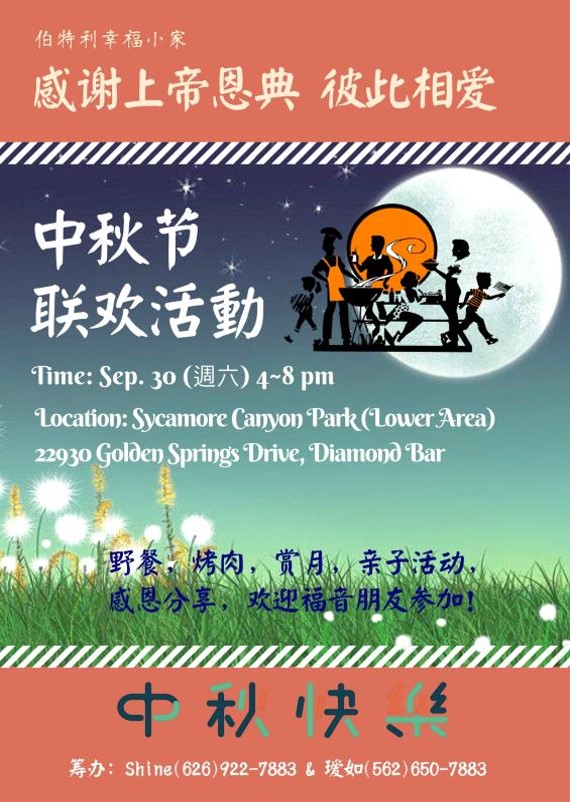 伯特利幸福小家
感谢上帝恩典 彼此相爱
中秋节
联欢活動
Time: Sep. 30 (週六) 4~8 pm
Location: Sycamore Canyon Park (Lower Area)
22930 Golden Springs Drive, Diamond Bar
野餐, 烤肉, 赏月, 亲子活动,
感恩分享, 欢迎福音朋友参加!
中秋快樂
筹办: Shine(626)922-7883 & 瑷如(562)650-7883